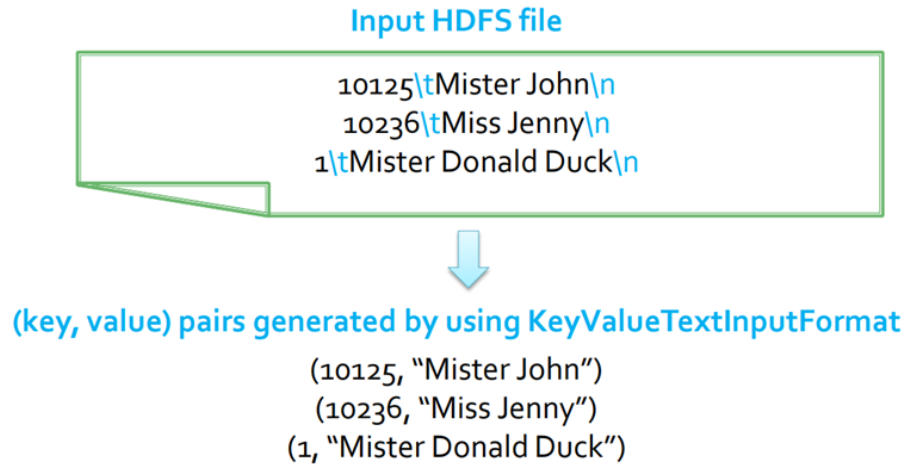 Input HDFS file
10125\tMister John\n
10236\tMiss Jenny\n
1\tMister Donald Duck\n
(key, value) pairs generated by using KeyValueTextInputFormat
(10125, “Mister John”)
(10236, “Miss Jenny”)
(1, “Mister Donald Duck”)